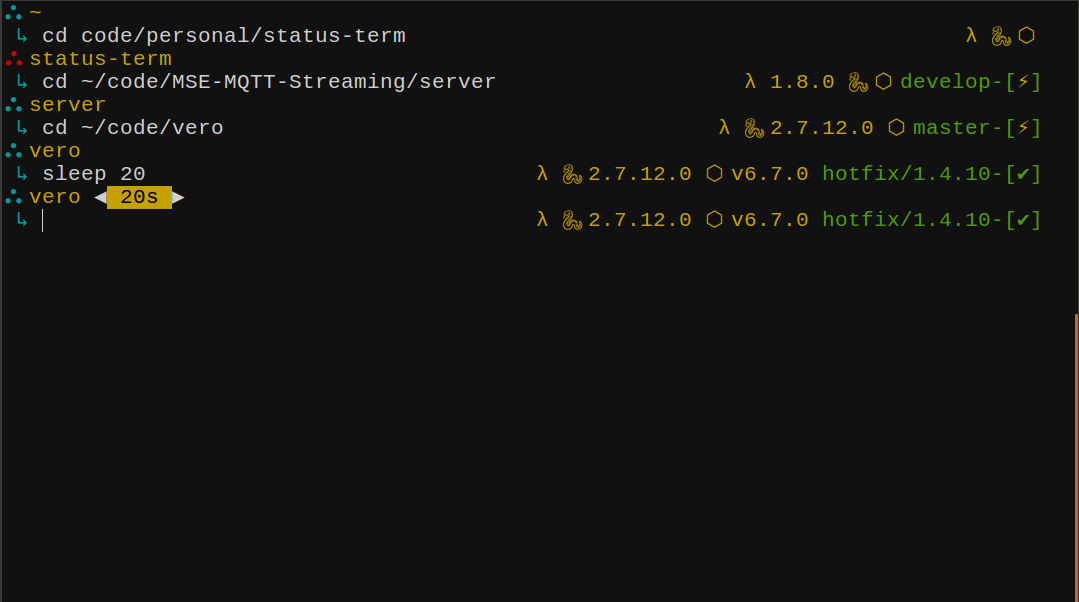 ∴ ~
↳ cd code/personal/status-term λ 🐍 ⬡
∴ status-term
↳ cd ~/code/MSE-MQTT-Streaming/server λ 1.8.0 🐍 ⬡ develop-[⚡]
∴ server
↳ cd ~/code/vero λ 🐍 2.7.12.0 ⬡ master-[⚡]
∴ vero
↳ sleep 20 λ 🐍 2.7.12.0 ⬡ v6.7.0 hotfix/1.4.10-[✔]
∴ vero ◀ 20s ▶
↳ λ 🐍 2.7.12.0 ⬡ v6.7.0 hotfix/1.4.10-[✔]